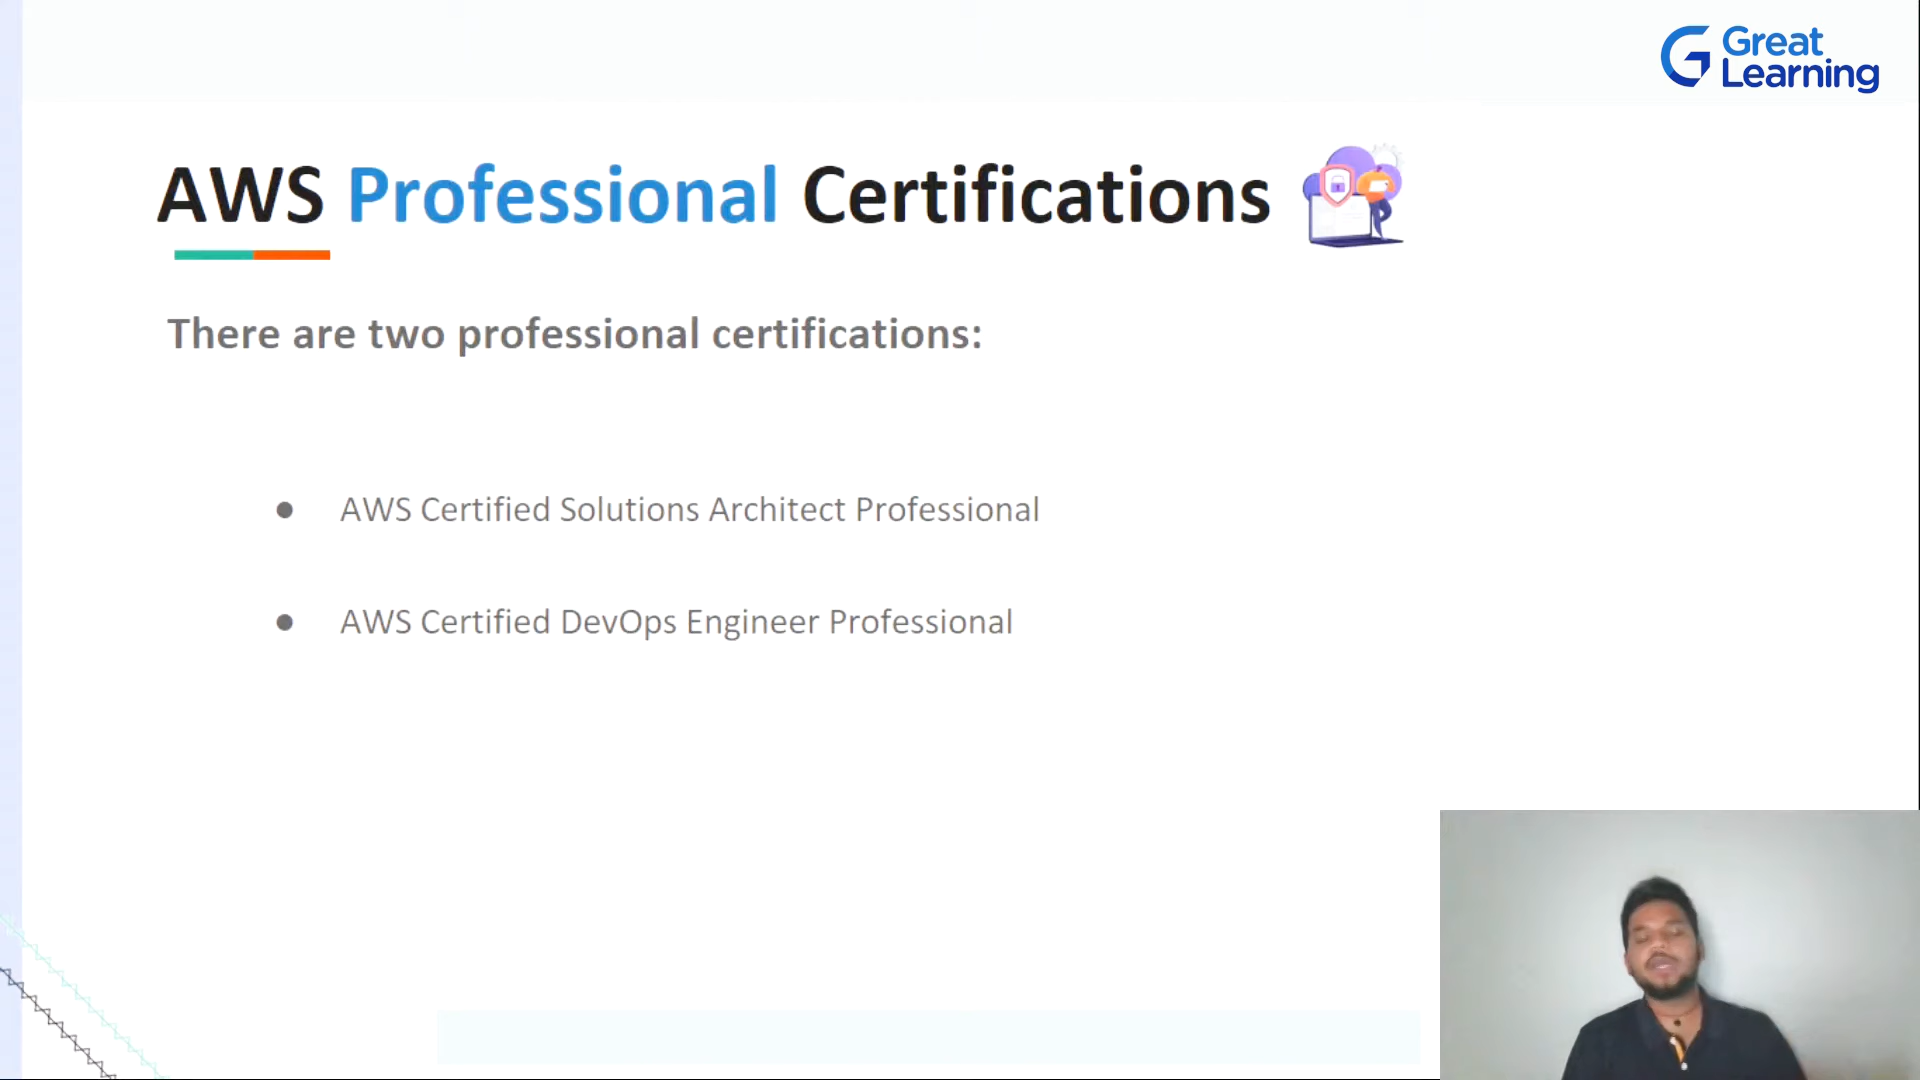 Great
Learning
AWS Professional Certifications
There are two professional certifications:
● AWS Certified Solutions Architect Professional
● AWS Certified DevOps Engineer Professional